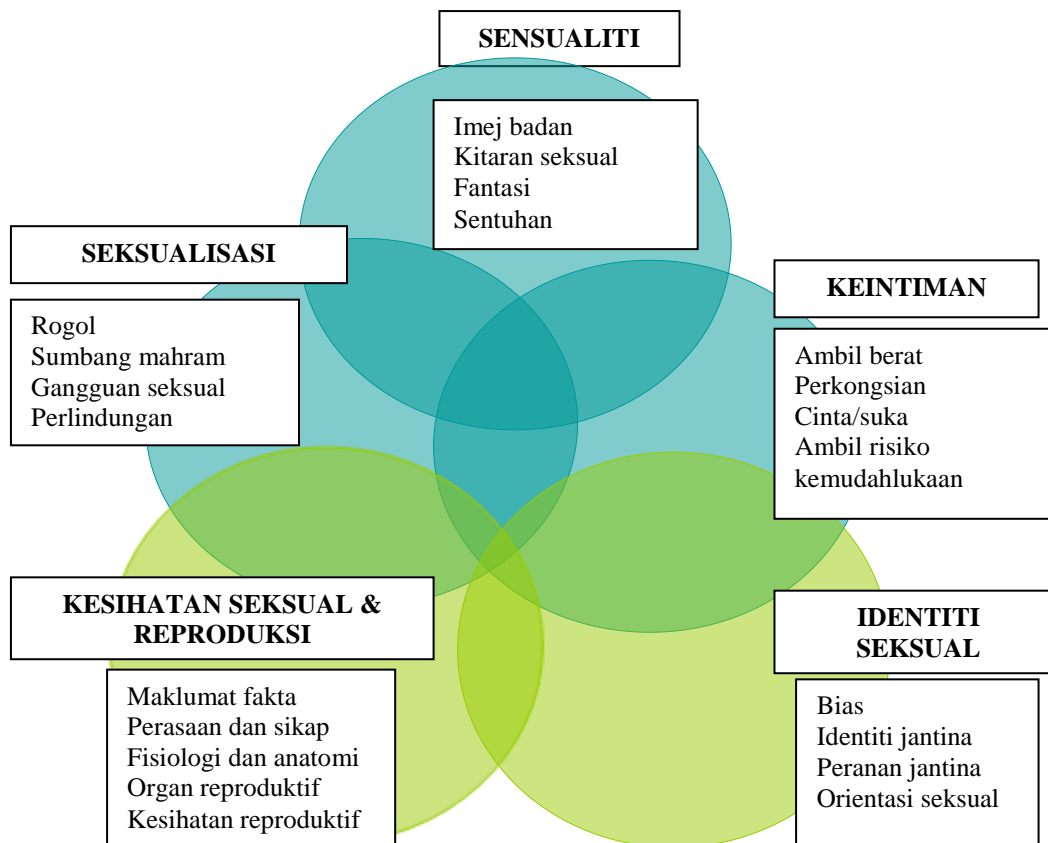 SENSUALITI
Imej badan
Kitaran seksual
Fantasi
Sentuhan
SEKSUALISASI
Rogol
Sumbang mahram
Gangguan seksual
Perlindungan
KEINTIMAN
Ambil berat
Perkongsian
Cinta/suka
Ambil risiko
kemudahlukaan
KESIHATAN SEKSUAL &
REPRODUKSI
Maklumat fakta
Perasaan dan sikap
Fisiologi dan anatomi
Organ reproduktif
Kesihatan reproduktif
IDENTITI
SEKSUAL
Bias
Identiti jantina
Peranan jantina
Orientasi seksual